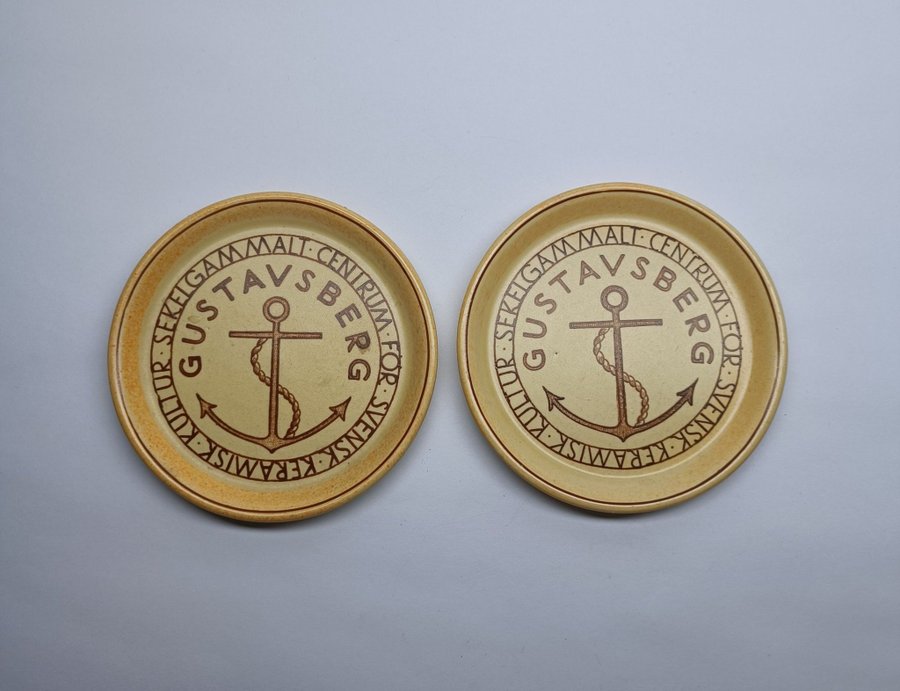 SEKELGAMMALT · CENTRUM · FÖR · SVENSK · KERAMISK · KULTUR ·
GUSTAVSBERG
SEKELGAMMALT · CENTRUM · FÖR · SVENSK · KERAMISK · KULTUR ·
GUSTAVSBERG